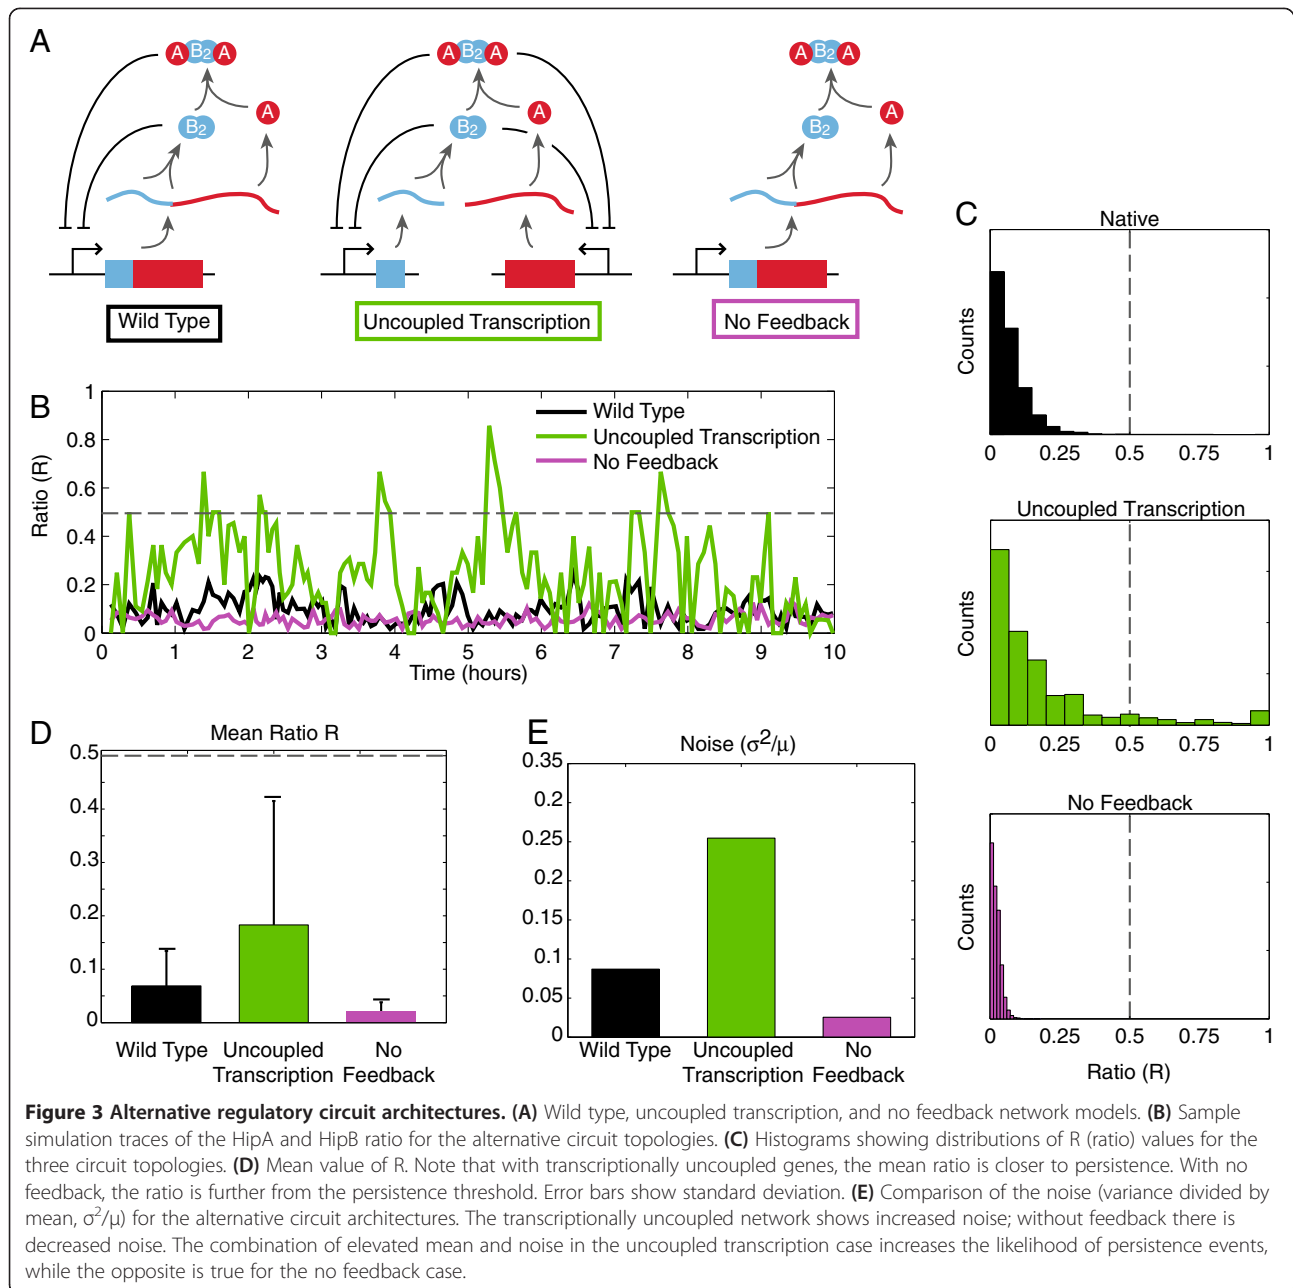 A
A B2 A
A
B2
Wild Type
A B2 A
A
B2
Uncoupled Transcription
A B2 A
A
B2
No Feedback
B
1
0.8
0.6
0.4
0.2
0
Ratio (R)
Wild Type
Uncoupled Transcription
No Feedback
0 1 2 3 4 5 6 7 8 9 10
Time (hours)
C
Native
Counts
0 0.25 0.5 1
Uncoupled Transcription
Counts
0 0.25 0.5 1
No Feedback
Counts
0 0.25 0.5 1
Ratio (R)
D
Mean Ratio R
0.5
0.4
0.3
0.2
0.1
0
Wild Type
Uncoupled
Transcription
No
Feedback
E
Noise (σ²/μ)
0.35
0.2
0.25
0.2
0.15
0.1
0.05
0
Wild Type
Uncoupled
Transcription
No
Feedback
Figure 3 Alternative regulatory circuit architectures. (A) Wild type, uncoupled transcription, and no feedback network models. (B) Sample
simulation traces of the HipA and HipB ratio for the alternative circuit topologies. (C) Histograms showing distributions of R (ratio) values for the
three circuit topologies. (D) Mean value of R. Note that with transcriptionally uncoupled genes, the mean ratio is closer to persistence. With no
feedback, the ratio is further from the persistence threshold. Error bars show standard deviation. (E) Comparison of the noise (variance divided by
mean, σ²/μ) for the alternative circuit architectures. The transcriptionally uncoupled network shows increased noise; without feedback there is
decreased noise. The combination of elevated mean and noise in the uncoupled transcription case increases the likelihood of persistence events,
while the opposite is true for the no feedback case.